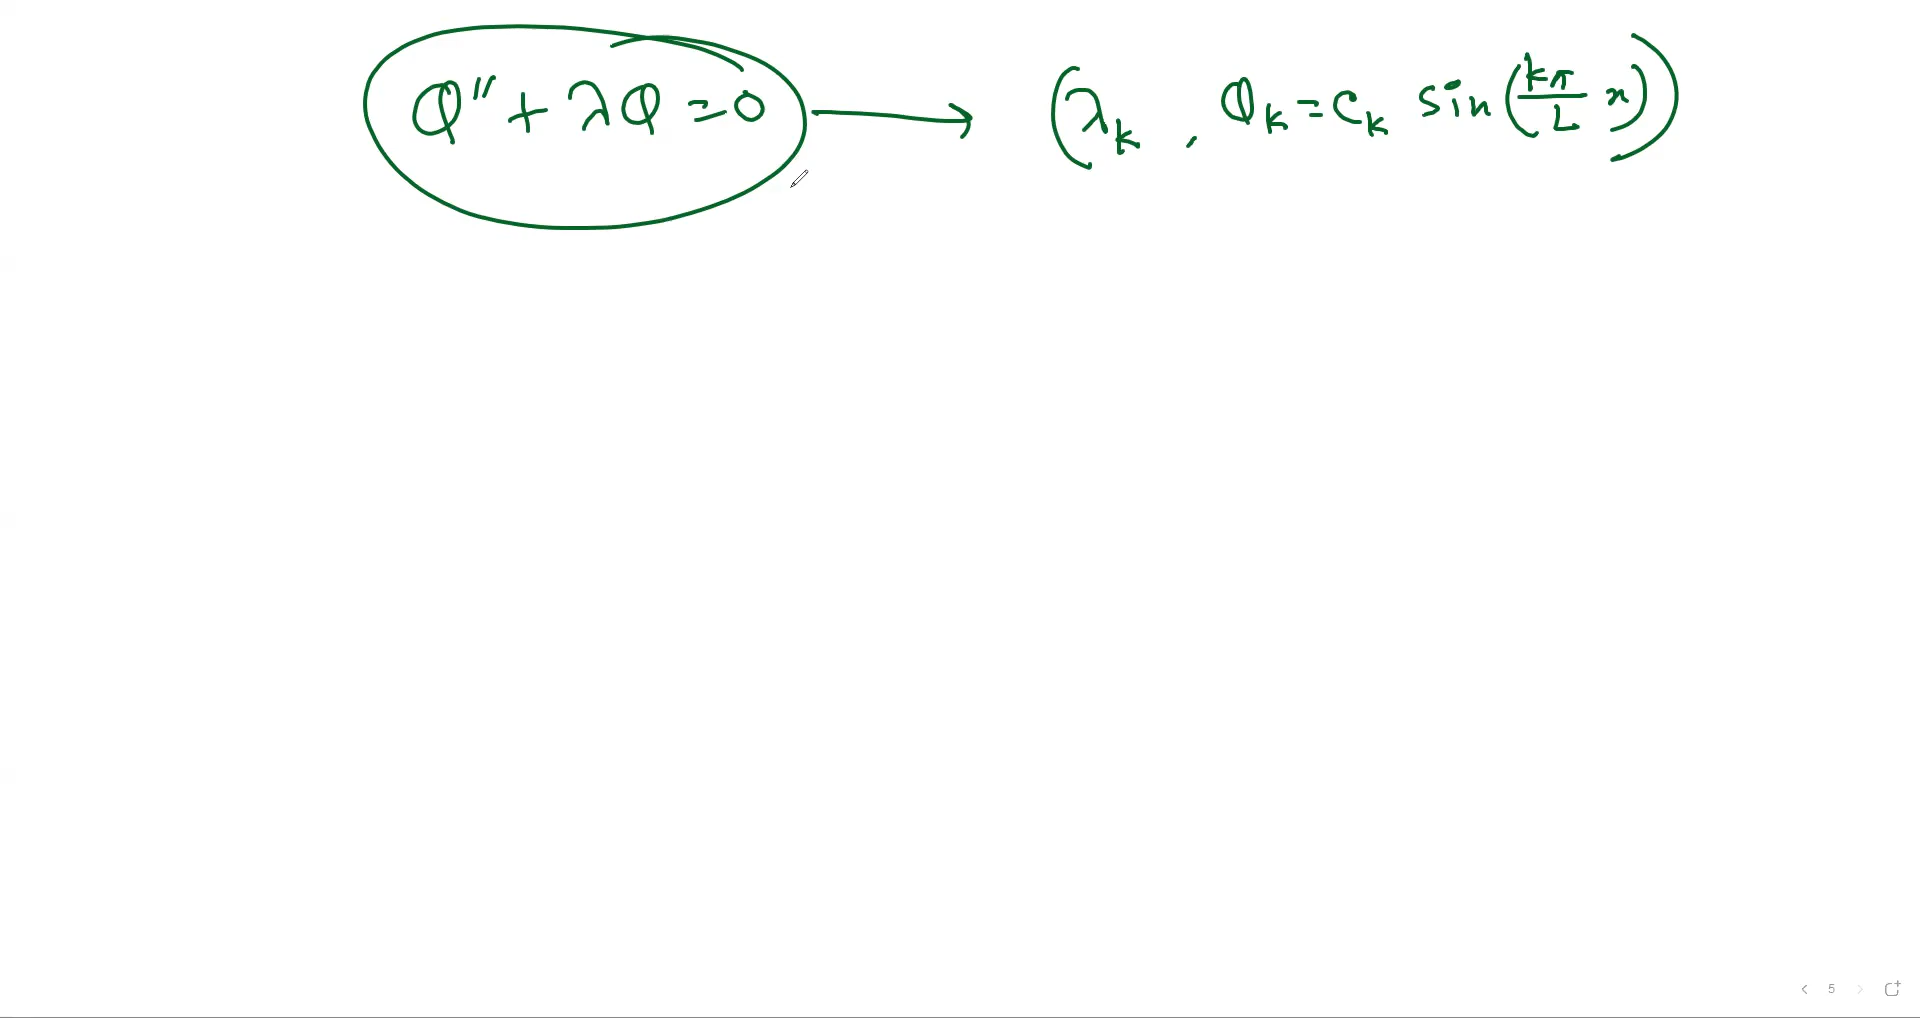 φ'' + λφ = 0 → (λ_k , φ_k = c_k sin(kπ/L x))
5